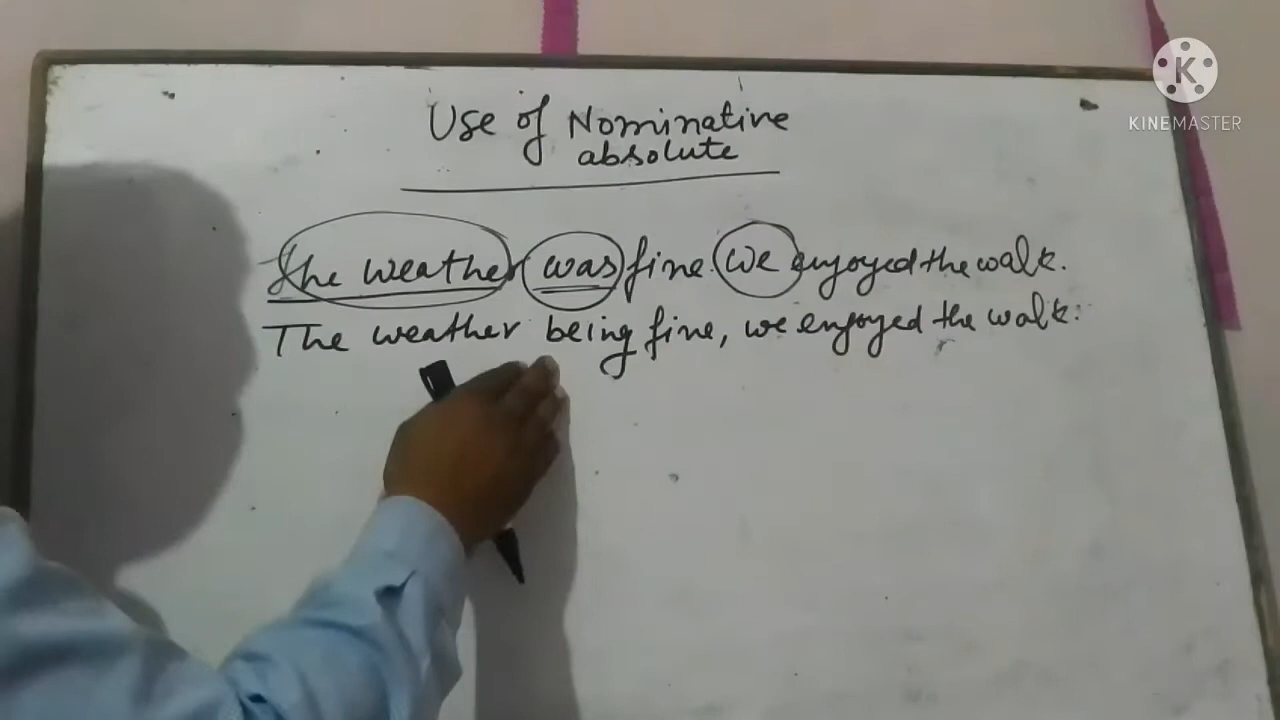 K
KINEMASTER
Use of Nominative
absolute
The weather was fine. We enjoyed the walk.
The weather being fine, we enjoyed the walk.